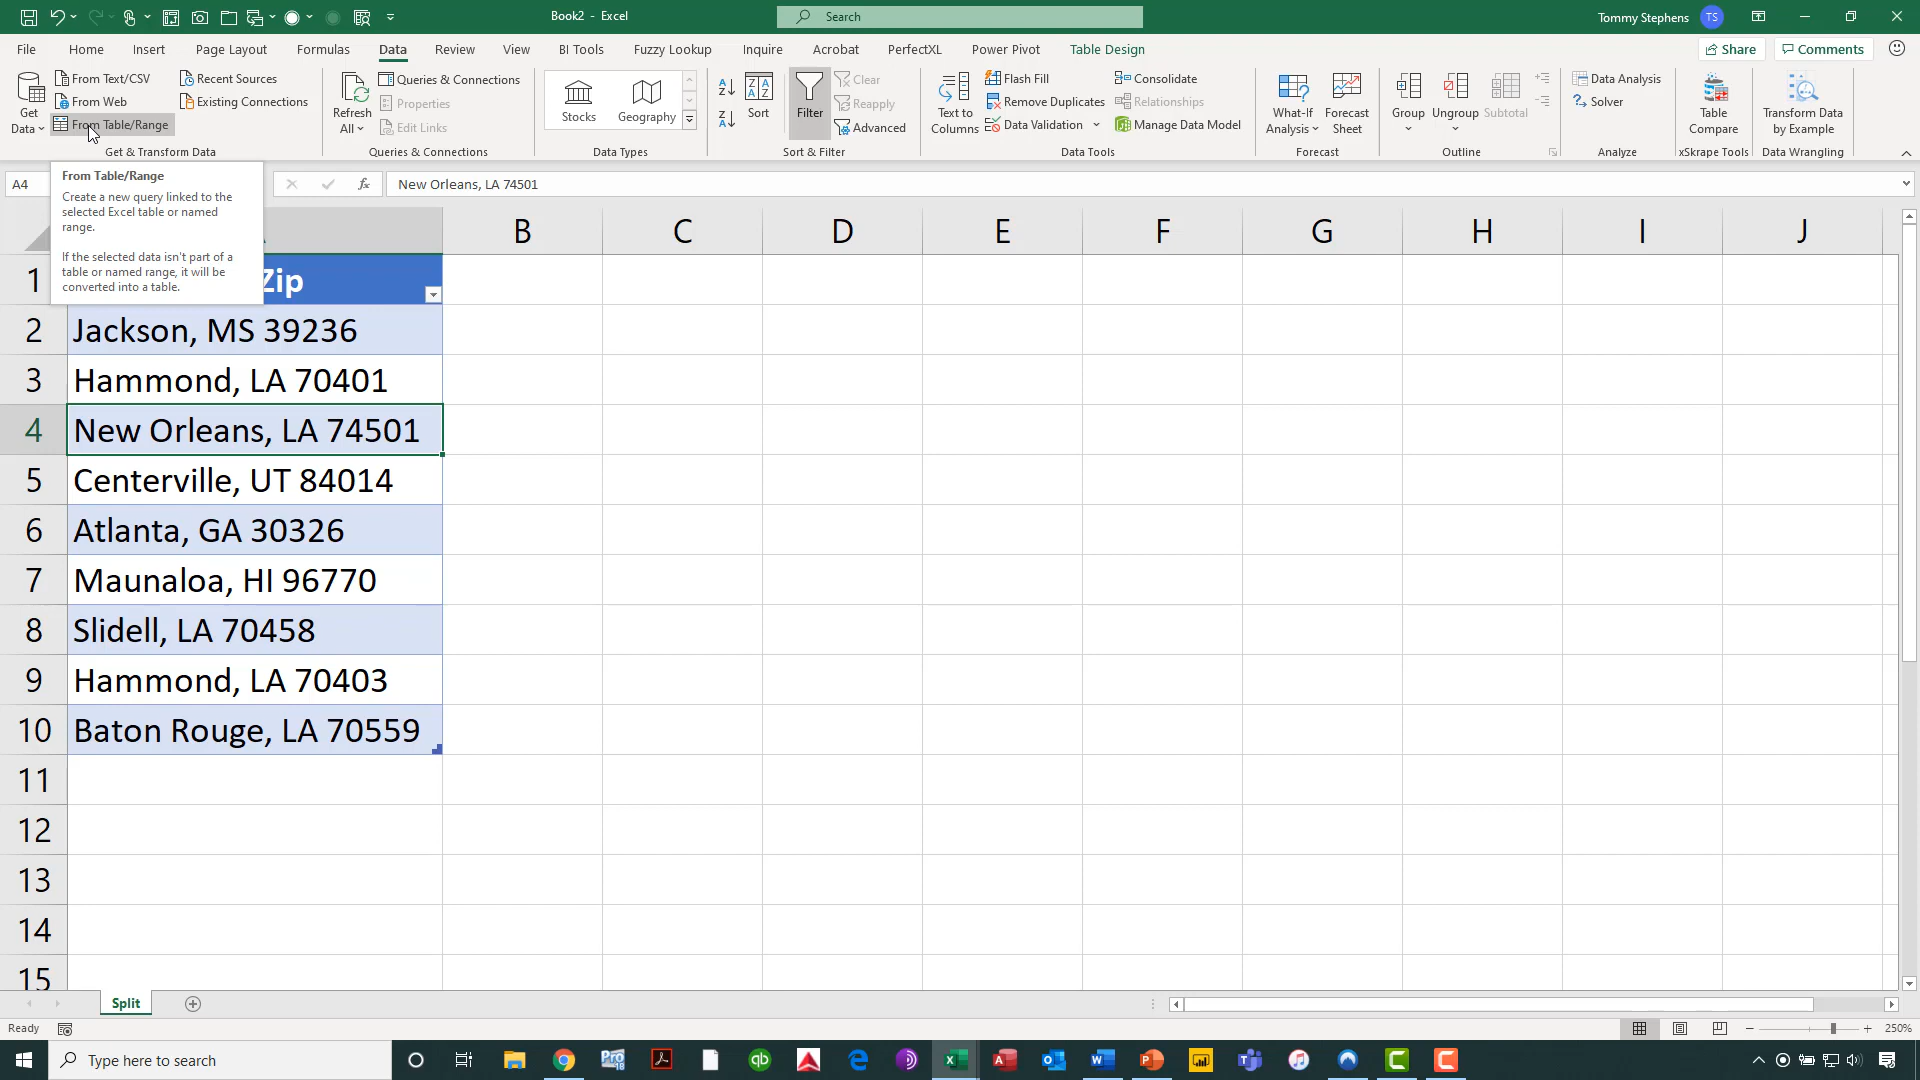 Book2 - Excel
Search
Tommy Stephens
TS
File Home Insert Page Layout Formulas Data Review View BI Tools Fuzzy Lookup Inquire Acrobat PerfectXL Power Pivot Table Design
Share
Comments
Get Data
From Text/CSV
From Web
From Table/Range
Recent Sources
Existing Connections
Get & Transform Data
Refresh All
Queries & Connections
Properties
Edit Links
Queries & Connections
Stocks
Geography
Data Types
Sort
Filter
Clear
Reapply
Advanced
Sort & Filter
Text to Columns
Flash Fill
Remove Duplicates
Data Validation
Consolidate
Relationships
Manage Data Model
Data Tools
What-If Analysis
Forecast Sheet
Forecast
Group
Ungroup
Subtotal
Outline
Data Analysis
Solver
Analyze
Table Compare
xSkrape Tools
Transform Data by Example
Data Wrangling
A4
New Orleans, LA 74501
From Table/Range
Create a new query linked to the
selected Excel table or named
range.
If the selected data isn't part of a
table or named range, it will be
converted into a table.
B C D E F G H I J
1 Zip
2 Jackson, MS 39236
3 Hammond, LA 70401
4 New Orleans, LA 74501
5 Centerville, UT 84014
6 Atlanta, GA 30326
7 Maunaloa, HI 96770
8 Slidell, LA 70458
9 Hammond, LA 70403
10 Baton Rouge, LA 70559
11
12
13
14
15
Split
Ready
250%
Type here to search